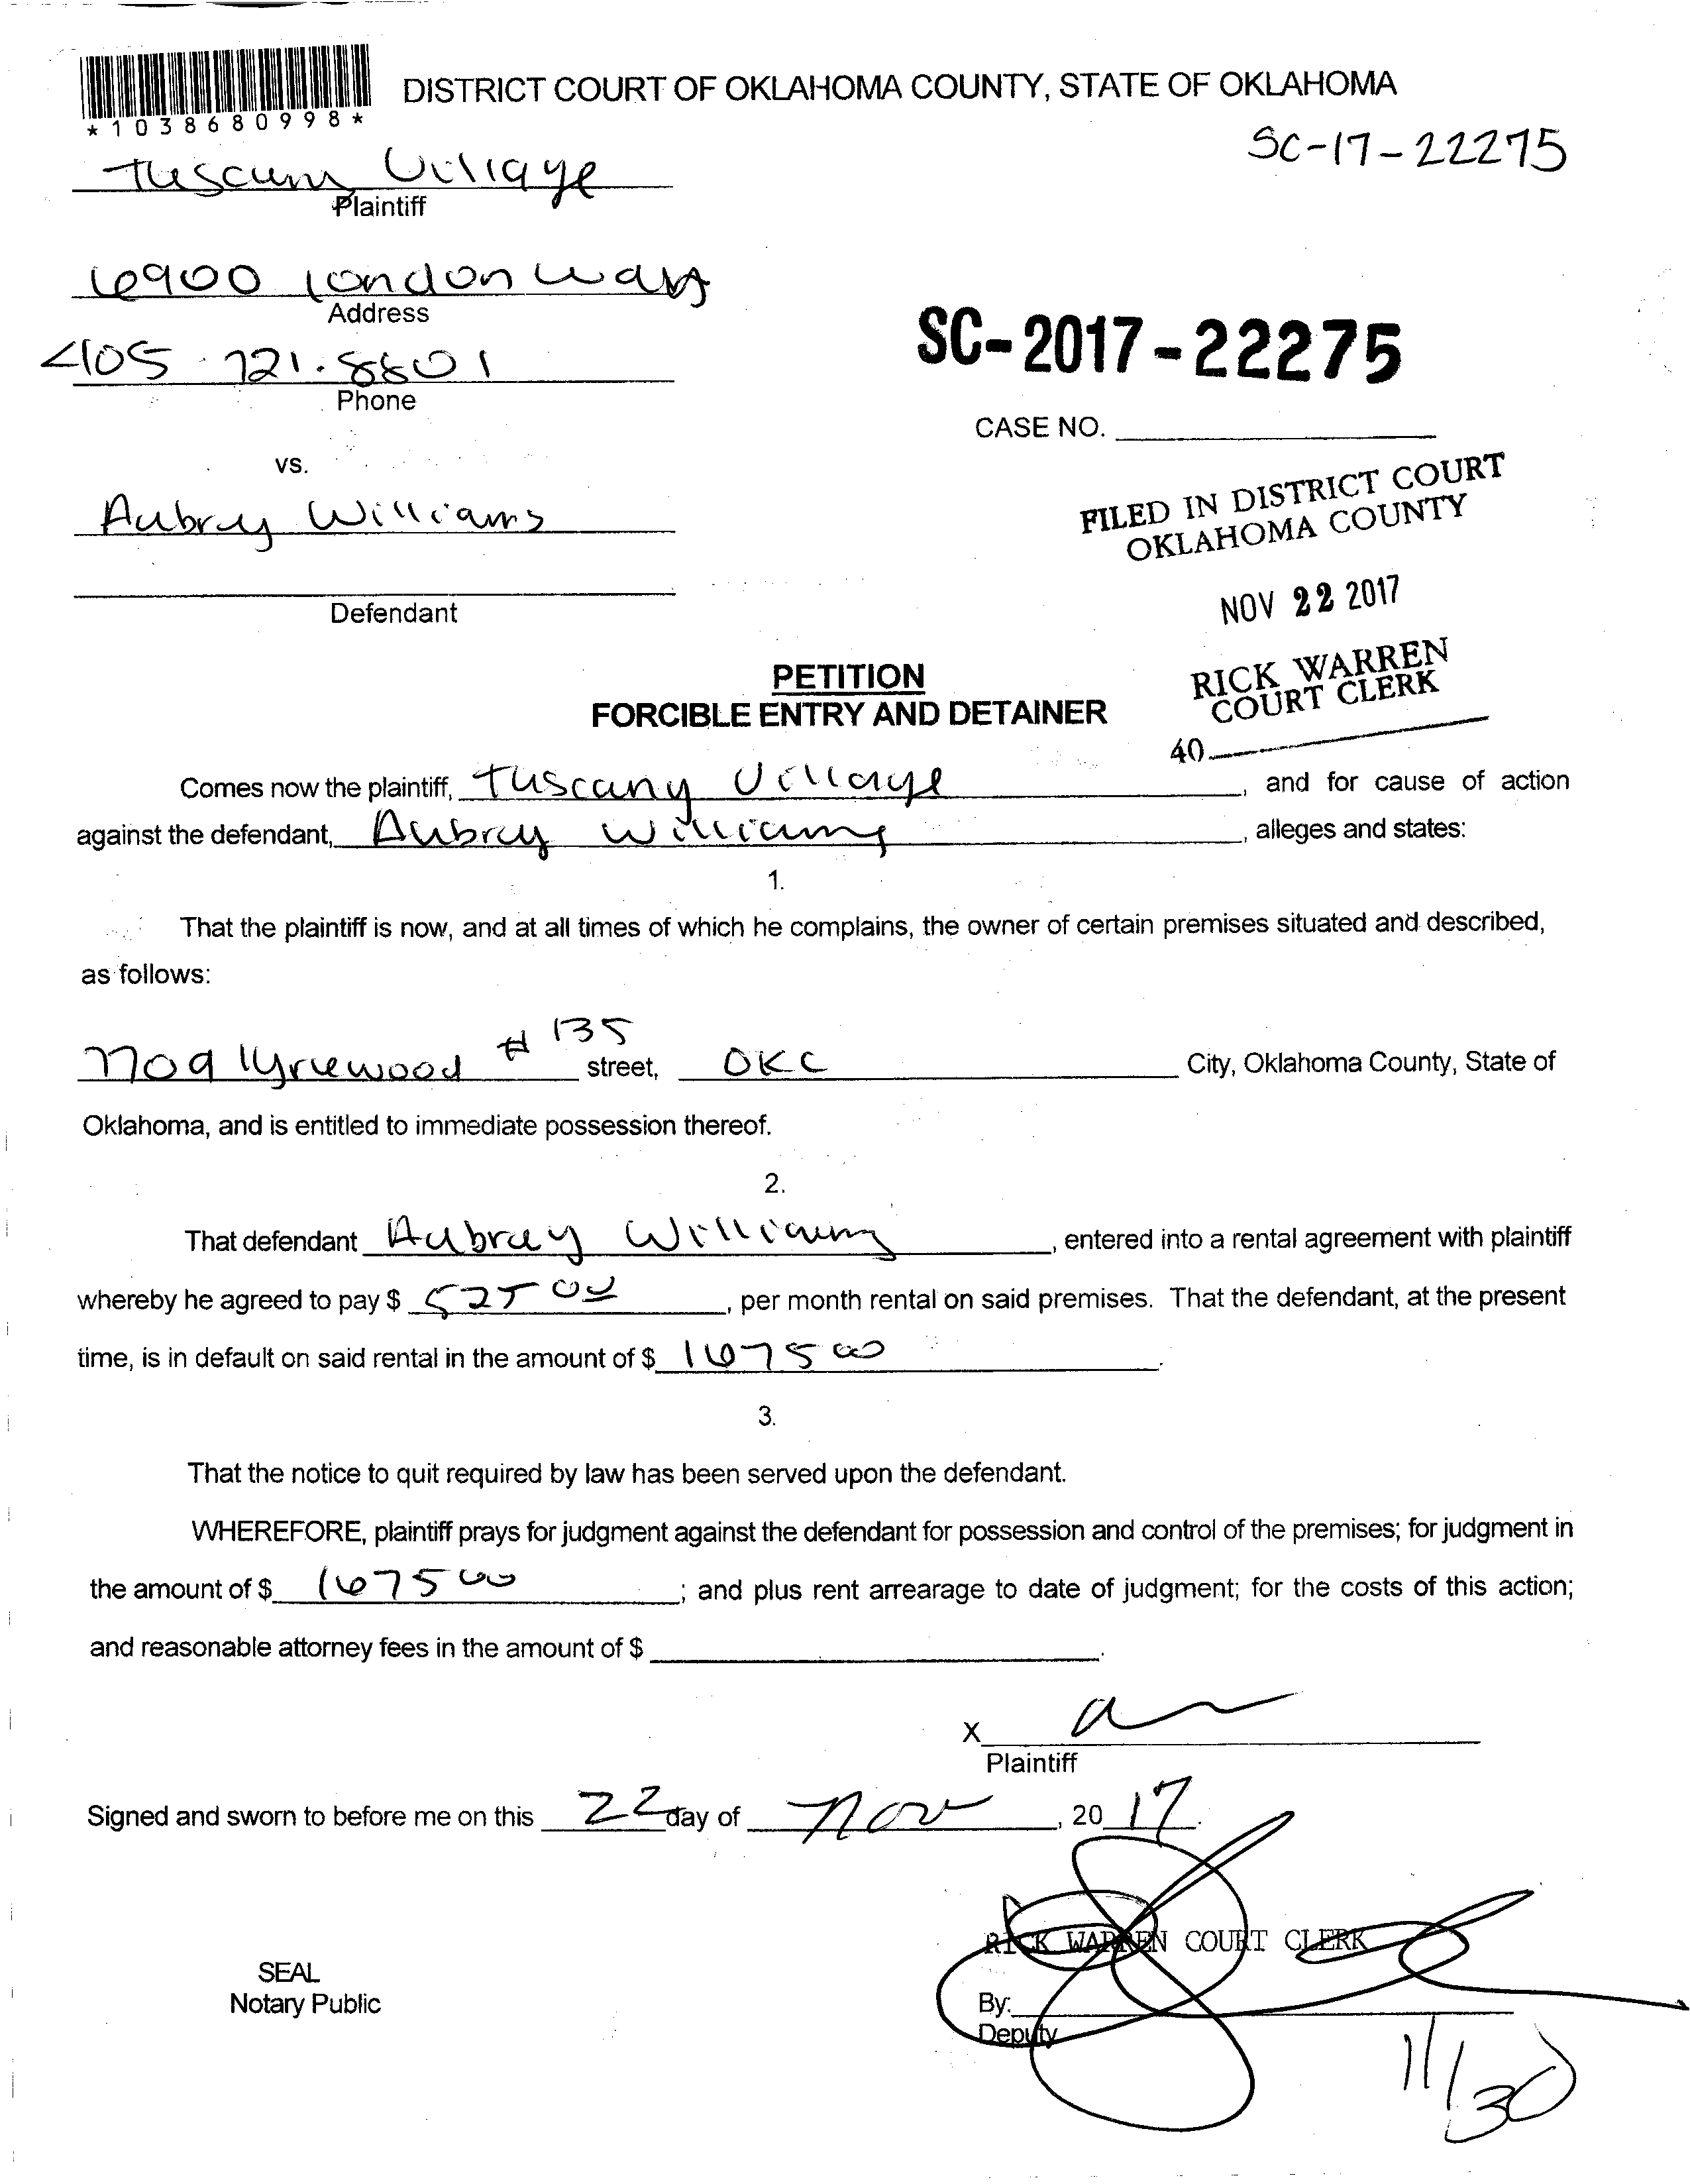 DISTRICT COURT OF OKLAHOMA COUNTY, STATE OF OKLAHOMA
*1038680998*
SC-17-22275
Tuscany Village
Plaintiff
6900 London Way
Address
405-721-8801
Phone
SC-2017-22275
CASE NO.
vs.
Aubrey Williams
Defendant
FILED IN DISTRICT COURT
OKLAHOMA COUNTY
NOV 22 2017
RICK WARREN
COURT CLERK
40
PETITION
FORCIBLE ENTRY AND DETAINER
Comes now the plaintiff, Tuscany Village, and for cause of action
against the defendant, Aubrey Williams, alleges and states:
1.
That the plaintiff is now, and at all times of which he complains, the owner of certain premises situated and described,
as follows:
7709 Lyrewood # 135 street, OKC City, Oklahoma County, State of
Oklahoma, and is entitled to immediate possession thereof.
2.
That defendant Aubrey Williams, entered into a rental agreement with plaintiff
whereby he agreed to pay $ 525 00, per month rental on said premises. That the defendant, at the present
time, is in default on said rental in the amount of $ 1675 00.
3.
That the notice to quit required by law has been served upon the defendant.
WHEREFORE, plaintiff prays for judgment against the defendant for possession and control of the premises; for judgment in
the amount of $ 1675 00; and plus rent arrearage to date of judgment; for the costs of this action;
and reasonable attorney fees in the amount of $ .
X
Plaintiff
Signed and sworn to before me on this 22 day of Nov, 20 17.
RICK WARREN COURT CLERK
SEAL
Notary Public
By:
Deputy
11/30